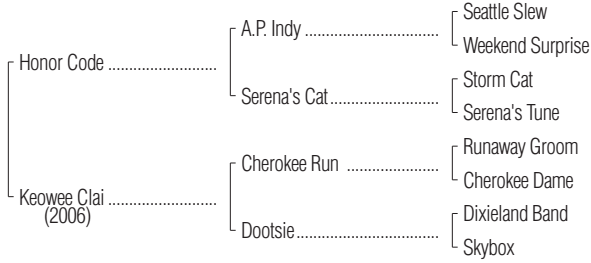 Seattle Slew
A.P. Indy ..............................
Weekend Surprise
Honor Code ........................
Storm Cat
Serena's Cat........................
Serena's Tune
Runaway Groom
Cherokee Run ....................
Cherokee Dame
Keowee Clai ........................
(2006)
Dixieland Band
Dootsie................................
Skybox